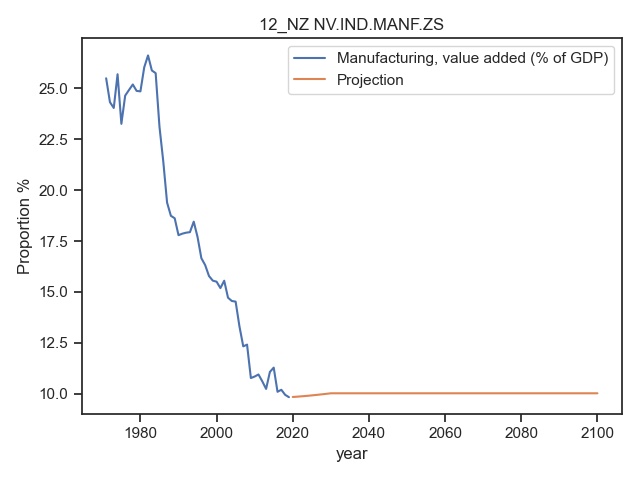 12_NZ NV.IND.MANF.ZS
Manufacturing, value added (% of GDP)
Projection
25.0
22.5
20.0
17.5
15.0
12.5
10.0
Proportion %
1980 2000 2020 2040 2060 2080 2100
year